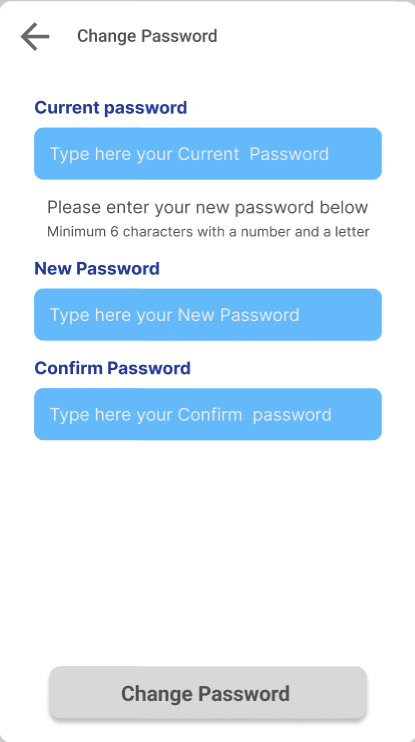 Change Password
Current password
Type here your Current  Password
Please enter your new password below
Minimum 6 characters with a number and a letter
New Password
Type here your New Password
Confirm Password
Type here your Confirm  password
Change Password